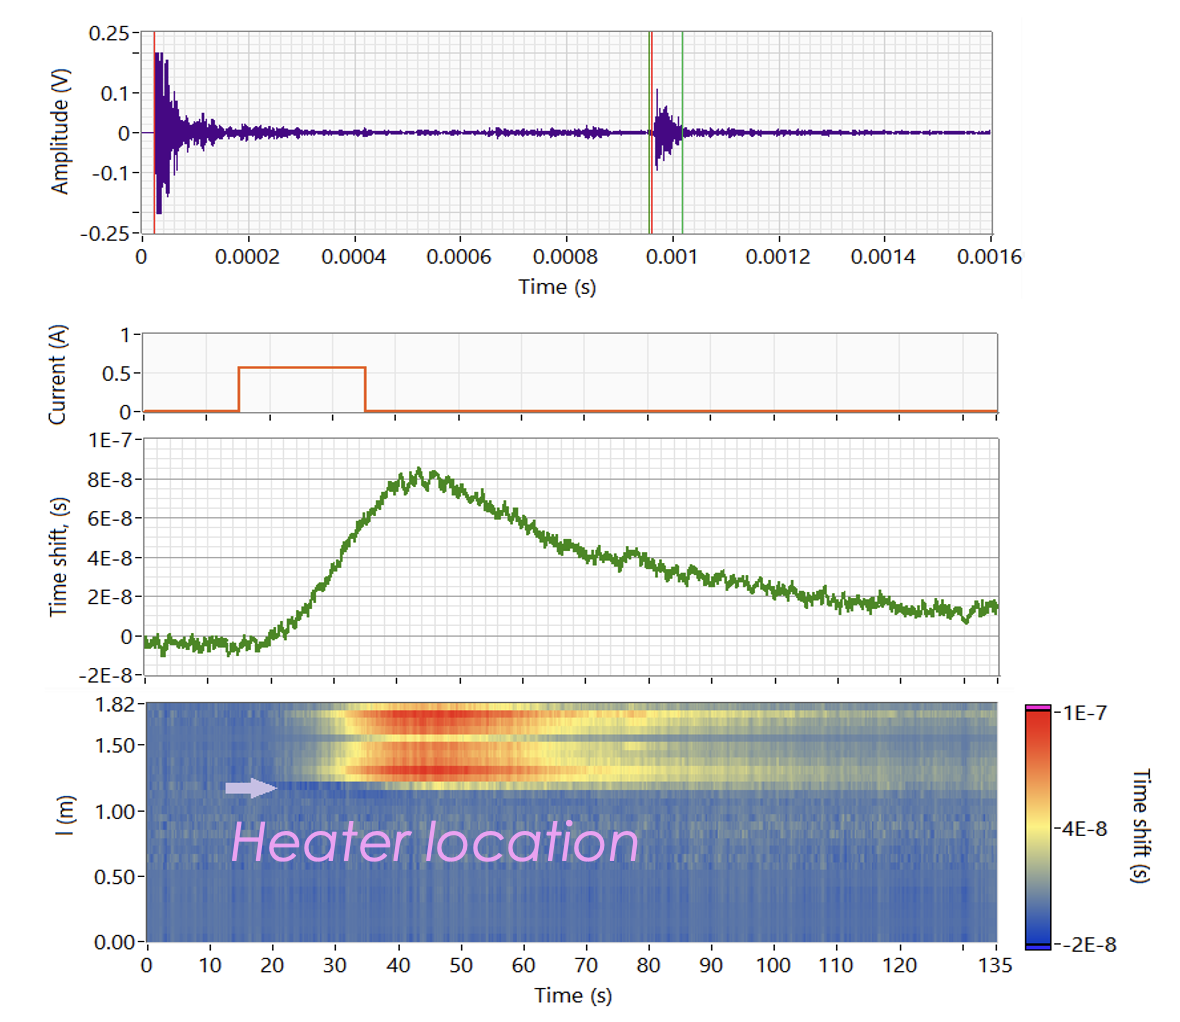 0.25
0.1
0
-0.1
-0.25
Amplitude (V)
0 0.0002 0.0004 0.0006 0.0008 0.001 0.0012 0.0014 0.0016
Time (s)
1
0.5
0
Current (A)
1E-7
8E-8
6E-8
4E-8
2E-8
0
-2E-8
Time shift, (s)
1.82
1.50
1.00
0.50
0.00
l (m)
Heater location
0 10 20 30 40 50 60 70 80 90 100 110 120 135
Time (s)
1E-7
4E-8
-2E-8
Time shift (s)